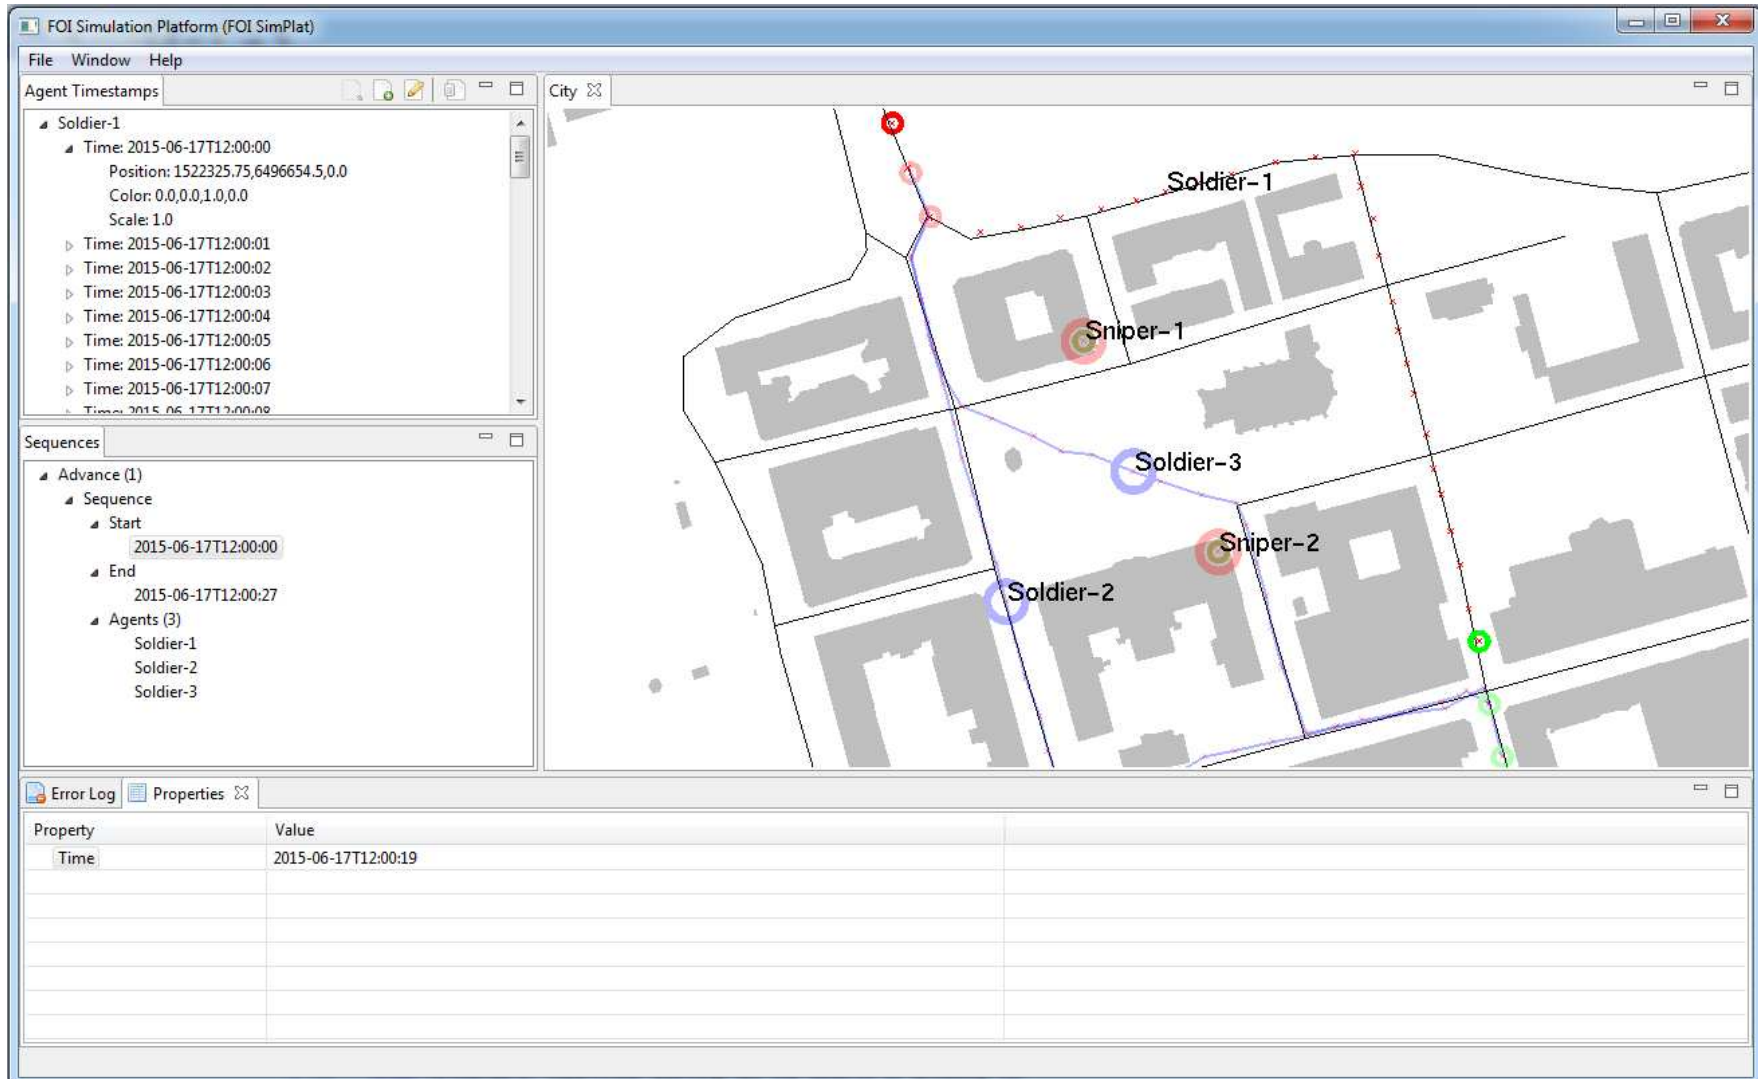 FOI Simulation Platform (FOI SimPlat)
File Window Help
Agent Timestamps
Soldier-1
Time: 2015-06-17T12:00:00
Position: 1522325.75,6496654.5,0.0
Color: 0.0,0.0,1.0,0.0
Scale: 1.0
Time: 2015-06-17T12:00:01
Time: 2015-06-17T12:00:02
Time: 2015-06-17T12:00:03
Time: 2015-06-17T12:00:04
Time: 2015-06-17T12:00:05
Time: 2015-06-17T12:00:06
Time: 2015-06-17T12:00:07
Time: 2015-06-17T12:00:08
Sequences
Advance (1)
Sequence
Start
2015-06-17T12:00:00
End
2015-06-17T12:00:27
Agents (3)
Soldier-1
Soldier-2
Soldier-3
City
Soldier-1
Sniper-1
Soldier-3
Sniper-2
Soldier-2
Error Log Properties
Property Value
Time 2015-06-17T12:00:19